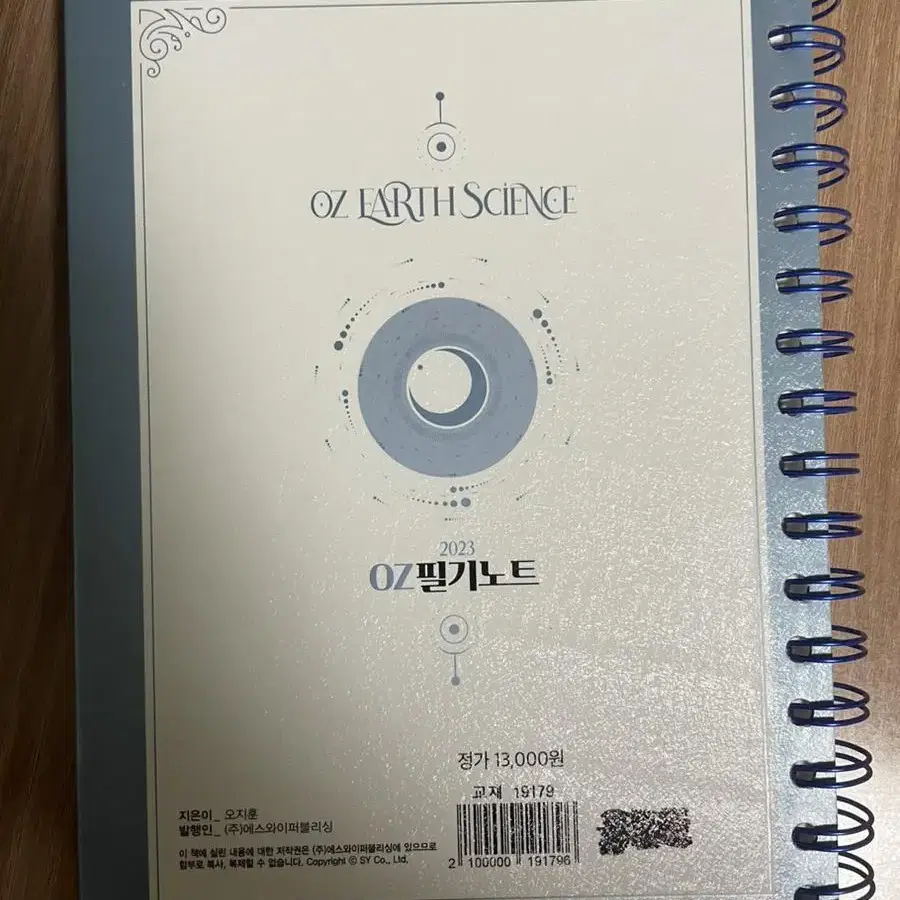 OZ EARTH SCIENCE
2023
OZ필기노트
정가 13,000원
교재 19179
지은이_ 오지훈
발행인_ (주)에스와이퍼블리싱
이 책에 실린 내용에 대한 저작권은 (주)에스와이퍼블리싱에 있으므로
함부로 복사, 복제할 수 없습니다. Copyright © SY Co., Ltd.
2 100000 191796